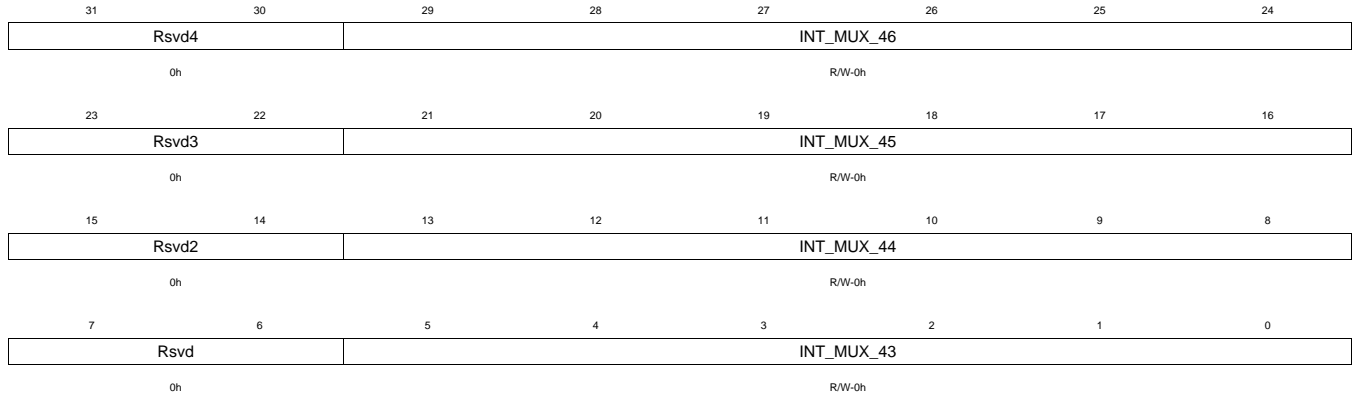 31 30 29 28 27 26 25 24
Rsvd4 INT_MUX_46
0h R/W-0h
23 22 21 20 19 18 17 16
Rsvd3 INT_MUX_45
0h R/W-0h
15 14 13 12 11 10 9 8
Rsvd2 INT_MUX_44
0h R/W-0h
7 6 5 4 3 2 1 0
Rsvd INT_MUX_43
0h R/W-0h